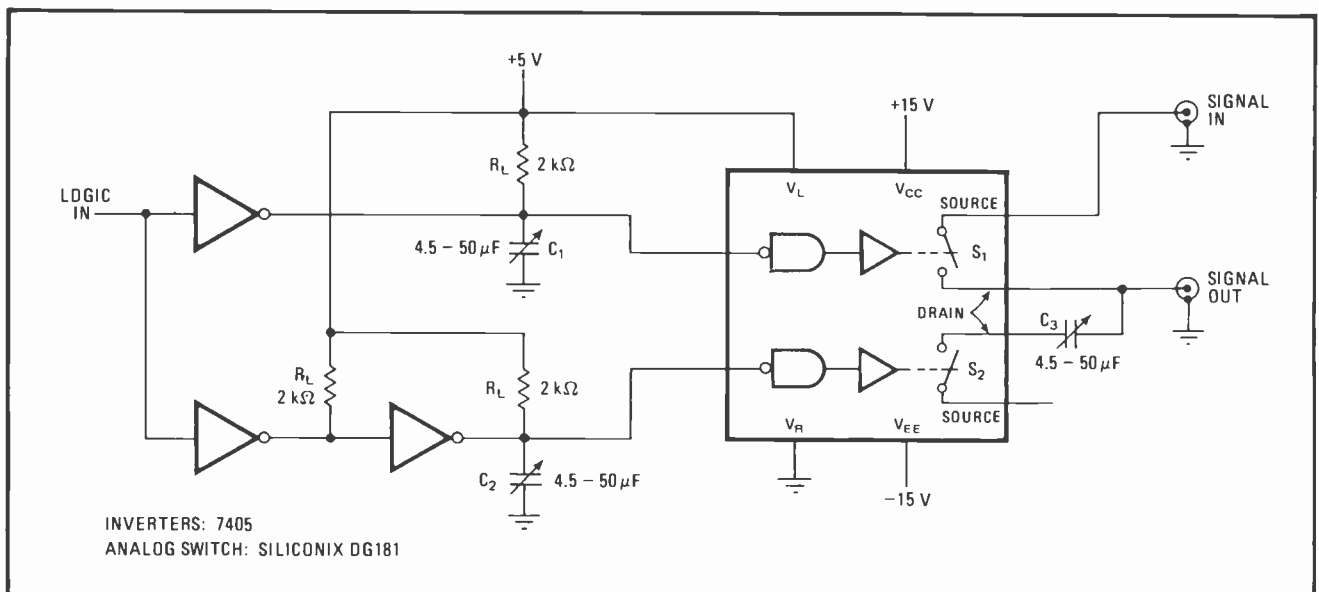 +5 V
+15 V
SIGNAL
IN
R_L 2 kΩ
LDGIC
IN
V_L
V_CC
SOURCE
4.5 – 50 μF C_1
S_1
SIGNAL
OUT
DRAIN
C_3
4.5 – 50 μF
R_L
2 kΩ
R_L 2 kΩ
S_2
SOURCE
V_R
V_EE
C_2 4.5 – 50 μF
–15 V
INVERTERS: 7405
ANALOG SWITCH: SILICONIX DG181